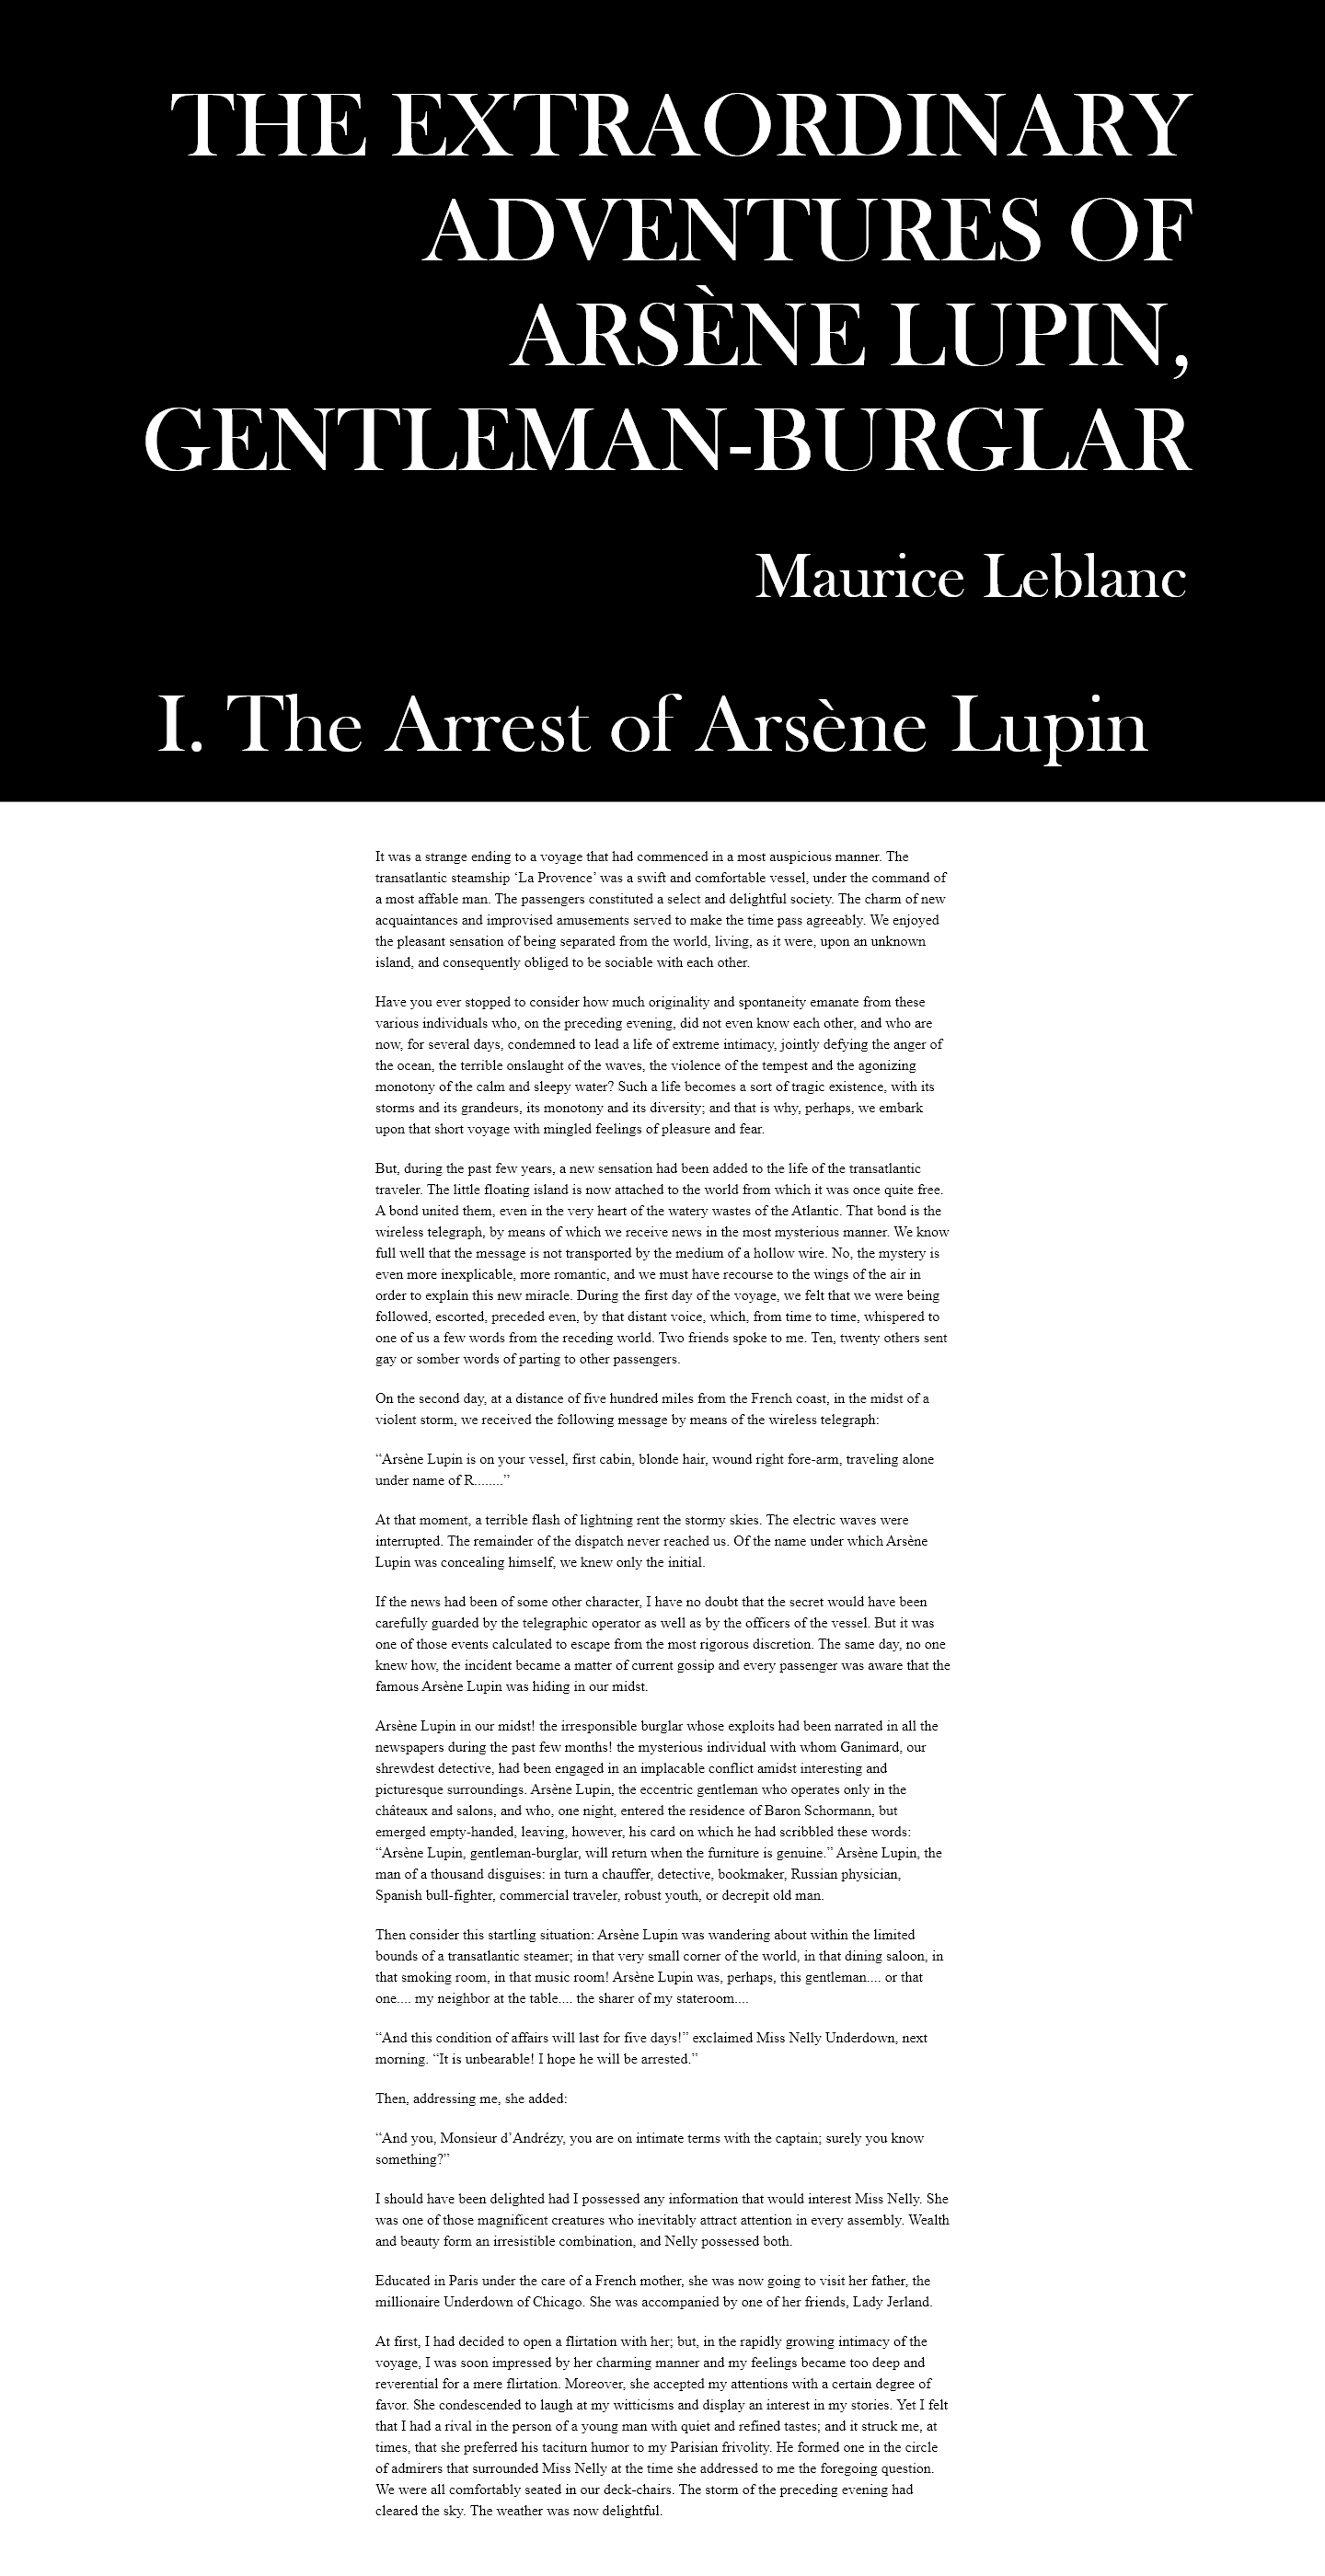 THE EXTRAORDINARY
ADVENTURES OF
ARSÈNE LUPIN,
GENTLEMAN-BURGLAR
Maurice Leblanc
I. The Arrest of Arsène Lupin
It was a strange ending to a voyage that had commenced in a most auspicious manner. The
transatlantic steamship ‘La Provence’ was a swift and comfortable vessel, under the command of
a most affable man. The passengers constituted a select and delightful society. The charm of new
acquaintances and improvised amusements served to make the time pass agreeably. We enjoyed
the pleasant sensation of being separated from the world, living, as it were, upon an unknown
island, and consequently obliged to be sociable with each other.
Have you ever stopped to consider how much originality and spontaneity emanate from these
various individuals who, on the preceding evening, did not even know each other, and who are
now, for several days, condemned to lead a life of extreme intimacy, jointly defying the anger of
the ocean, the terrible onslaught of the waves, the violence of the tempest and the agonizing
monotony of the calm and sleepy water? Such a life becomes a sort of tragic existence, with its
storms and its grandeurs, its monotony and its diversity; and that is why, perhaps, we embark
upon that short voyage with mingled feelings of pleasure and fear.
But, during the past few years, a new sensation had been added to the life of the transatlantic
traveler. The little floating island is now attached to the world from which it was once quite free.
A bond united them, even in the very heart of the watery wastes of the Atlantic. That bond is the
wireless telegraph, by means of which we receive news in the most mysterious manner. We know
full well that the message is not transported by the medium of a hollow wire. No, the mystery is
even more inexplicable, more romantic, and we must have recourse to the wings of the air in
order to explain this new miracle. During the first day of the voyage, we felt that we were being
followed, escorted, preceded even, by that distant voice, which, from time to time, whispered to
one of us a few words from the receding world. Two friends spoke to me. Ten, twenty others sent
gay or somber words of parting to other passengers.
On the second day, at a distance of five hundred miles from the French coast, in the midst of a
violent storm, we received the following message by means of the wireless telegraph:
“Arsène Lupin is on your vessel, first cabin, blonde hair, wound right fore-arm, traveling alone
under name of R........”
At that moment, a terrible flash of lightning rent the stormy skies. The electric waves were
interrupted. The remainder of the dispatch never reached us. Of the name under which Arsène
Lupin was concealing himself, we knew only the initial.
If the news had been of some other character, I have no doubt that the secret would have been
carefully guarded by the telegraphic operator as well as by the officers of the vessel. But it was
one of those events calculated to escape from the most rigorous discretion. The same day, no one
knew how, the incident became a matter of current gossip and every passenger was aware that the
famous Arsène Lupin was hiding in our midst.
Arsène Lupin in our midst! the irresponsible burglar whose exploits had been narrated in all the
newspapers during the past few months! the mysterious individual with whom Ganimard, our
shrewdest detective, had been engaged in an implacable conflict amidst interesting and
picturesque surroundings. Arsène Lupin, the eccentric gentleman who operates only in the
châteaux and salons, and who, one night, entered the residence of Baron Schormann, but
emerged empty-handed, leaving, however, his card on which he had scribbled these words:
“Arsène Lupin, gentleman-burglar, will return when the furniture is genuine.” Arsène Lupin, the
man of a thousand disguises: in turn a chauffer, detective, bookmaker, Russian physician,
Spanish bull-fighter, commercial traveler, robust youth, or decrepit old man.
Then consider this startling situation: Arsène Lupin was wandering about within the limited
bounds of a transatlantic steamer; in that very small corner of the world, in that dining saloon, in
that smoking room, in that music room! Arsène Lupin was, perhaps, this gentleman.... or that
one.... my neighbor at the table.... the sharer of my stateroom....
“And this condition of affairs will last for five days!” exclaimed Miss Nelly Underdown, next
morning. “It is unbearable! I hope he will be arrested.”
Then, addressing me, she added:
“And you, Monsieur d’Andrézy, you are on intimate terms with the captain; surely you know
something?”
I should have been delighted had I possessed any information that would interest Miss Nelly. She
was one of those magnificent creatures who inevitably attract attention in every assembly. Wealth
and beauty form an irresistible combination, and Nelly possessed both.
Educated in Paris under the care of a French mother, she was now going to visit her father, the
millionaire Underdown of Chicago. She was accompanied by one of her friends, Lady Jerland.
At first, I had decided to open a flirtation with her; but, in the rapidly growing intimacy of the
voyage, I was soon impressed by her charming manner and my feelings became too deep and
reverential for a mere flirtation. Moreover, she accepted my attentions with a certain degree of
favor. She condescended to laugh at my witticisms and display an interest in my stories. Yet I felt
that I had a rival in the person of a young man with quiet and refined tastes; and it struck me, at
times, that she preferred his taciturn humor to my Parisian frivolity. He formed one in the circle
of admirers that surrounded Miss Nelly at the time she addressed to me the foregoing question.
We were all comfortably seated in our deck-chairs. The storm of the preceding evening had
cleared the sky. The weather was now delightful.